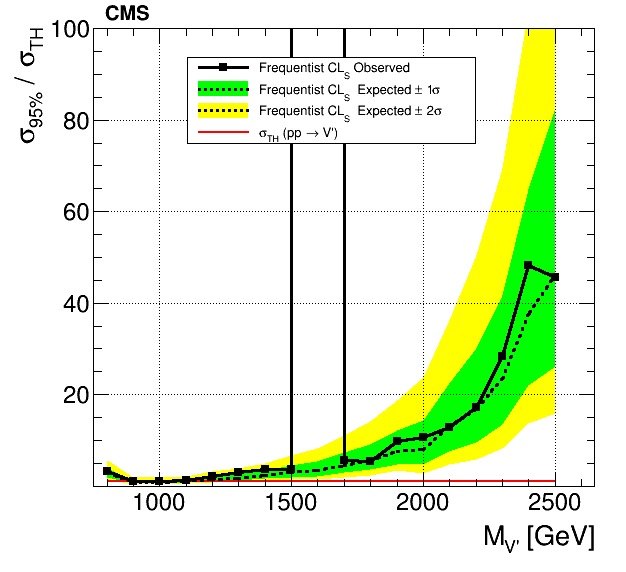 CMS
σ95% / σTH
100
80
60
40
20
Frequentist CLS Observed
Frequentist CLS Expected ± 1σ
Frequentist CLS Expected ± 2σ
σTH (pp → V')
1000 1500 2000 2500
MV' [GeV]